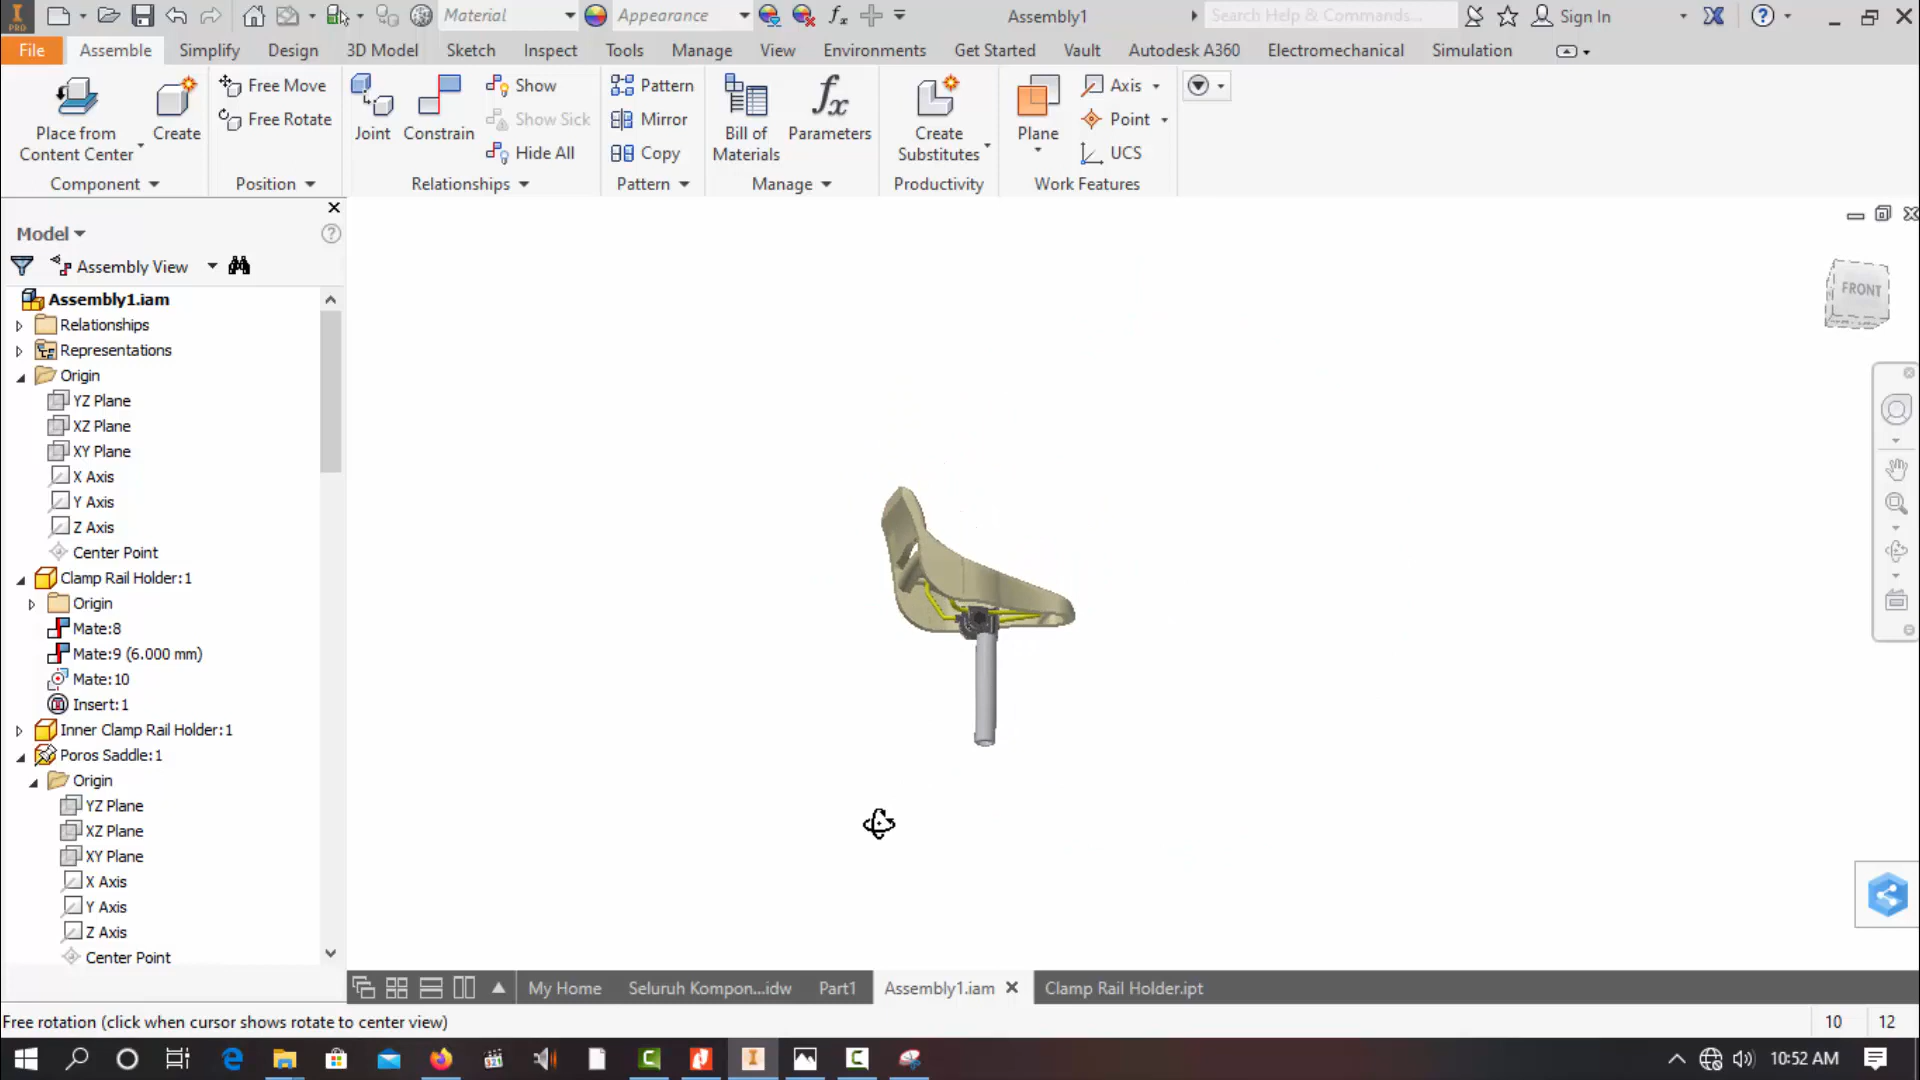 PRO
Material
Appearance
Assembly1
Search Help & Commands...
Sign In
File
Assemble
Simplify
Design
3D Model
Sketch
Inspect
Tools
Manage
View
Environments
Get Started
Vault
Autodesk A360
Electromechanical
Simulation
Place from
Content Center
Create
Free Move
Free Rotate
Joint
Constrain
Show
Show Sick
Hide All
Pattern
Mirror
Copy
Bill of
Materials
Parameters
Create
Substitutes
Plane
Axis
Point
UCS
Component
Position
Relationships
Pattern
Manage
Productivity
Work Features
Model
Assembly View
Assembly1.iam
Relationships
Representations
Origin
YZ Plane
XZ Plane
XY Plane
X Axis
Y Axis
Z Axis
Center Point
Clamp Rail Holder:1
Origin
Mate:8
Mate:9 (6.000 mm)
Mate:10
Insert:1
Inner Clamp Rail Holder:1
Poros Saddle:1
Origin
YZ Plane
XZ Plane
XY Plane
X Axis
Y Axis
Z Axis
Center Point
FRONT
My Home
Seluruh Kompon...idw
Part1
Assembly1.iam
Clamp Rail Holder.ipt
Free rotation (click when cursor shows rotate to center view)
10
12
10:52 AM